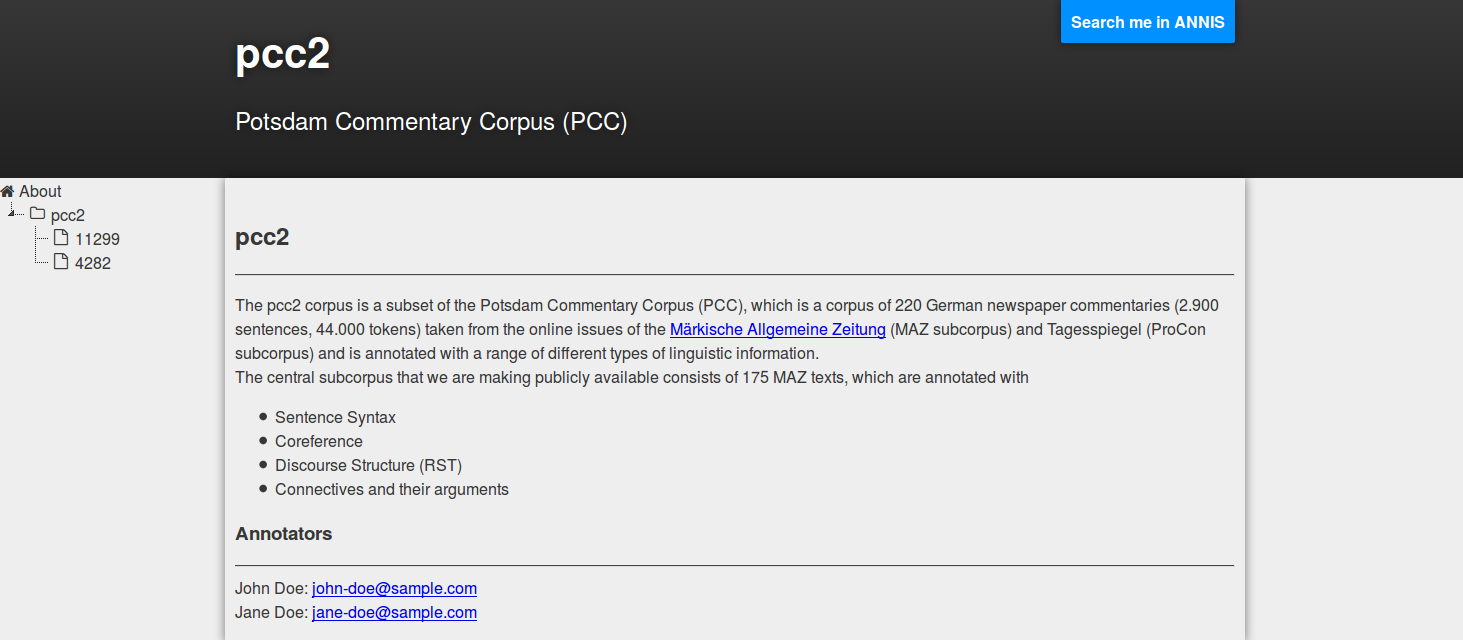 Search me in ANNIS
pcc2
Potsdam Commentary Corpus (PCC)
About
pcc2
11299
4282
pcc2
The pcc2 corpus is a subset of the Potsdam Commentary Corpus (PCC), which is a corpus of 220 German newspaper commentaries (2.900
sentences, 44.000 tokens) taken from the online issues of the Märkische Allgemeine Zeitung (MAZ subcorpus) and Tagesspiegel (ProCon
subcorpus) and is annotated with a range of different types of linguistic information.
The central subcorpus that we are making publicly available consists of 175 MAZ texts, which are annotated with
Sentence Syntax
Coreference
Discourse Structure (RST)
Connectives and their arguments
Annotators
John Doe: john-doe@sample.com
Jane Doe: jane-doe@sample.com